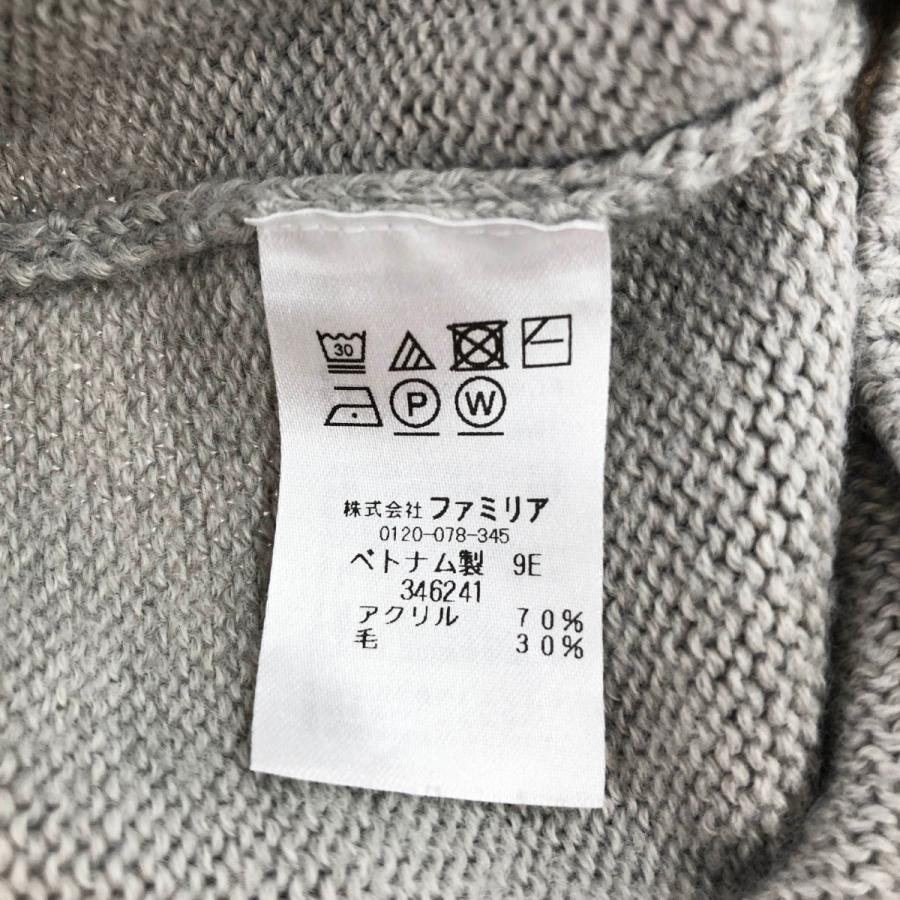 30
P W
株式会社 ファミリア
0120-078-345
ベトナム製 9E
346241
アクリル 70%
毛 30%